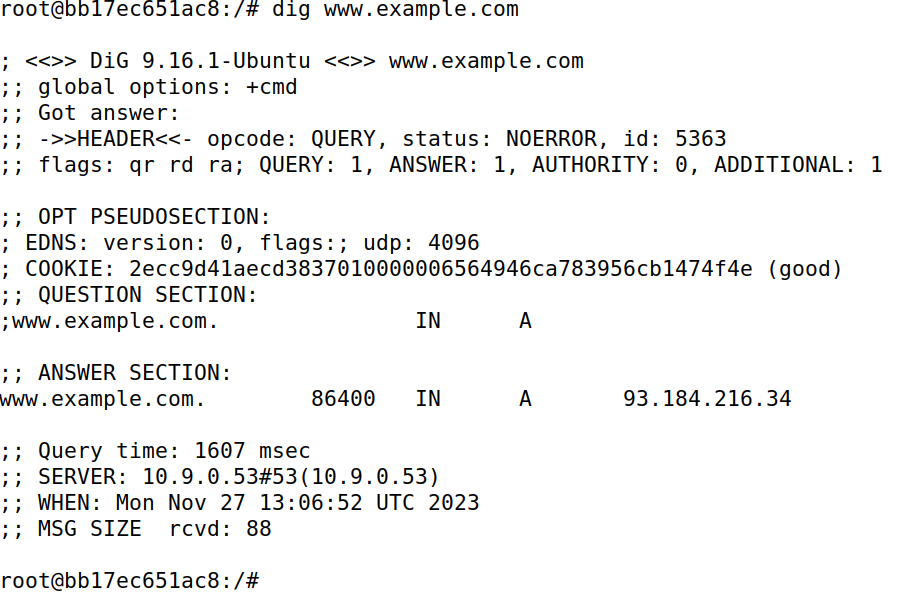 root@bb17ec651ac8:/# dig www.example.com

; <<>> DiG 9.16.1-Ubuntu <<>> www.example.com
;; global options: +cmd
;; Got answer:
;; ->>HEADER<<- opcode: QUERY, status: NOERROR, id: 5363
;; flags: qr rd ra; QUERY: 1, ANSWER: 1, AUTHORITY: 0, ADDITIONAL: 1

;; OPT PSEUDOSECTION:
; EDNS: version: 0, flags:; udp: 4096
; COOKIE: 2ecc9d41aecd3837010000006564946ca783956cb1474f4e (good)
;; QUESTION SECTION:
;www.example.com.               IN      A

;; ANSWER SECTION:
www.example.com.        86400   IN      A       93.184.216.34

;; Query time: 1607 msec
;; SERVER: 10.9.0.53#53(10.9.0.53)
;; WHEN: Mon Nov 27 13:06:52 UTC 2023
;; MSG SIZE  rcvd: 88

root@bb17ec651ac8:/#